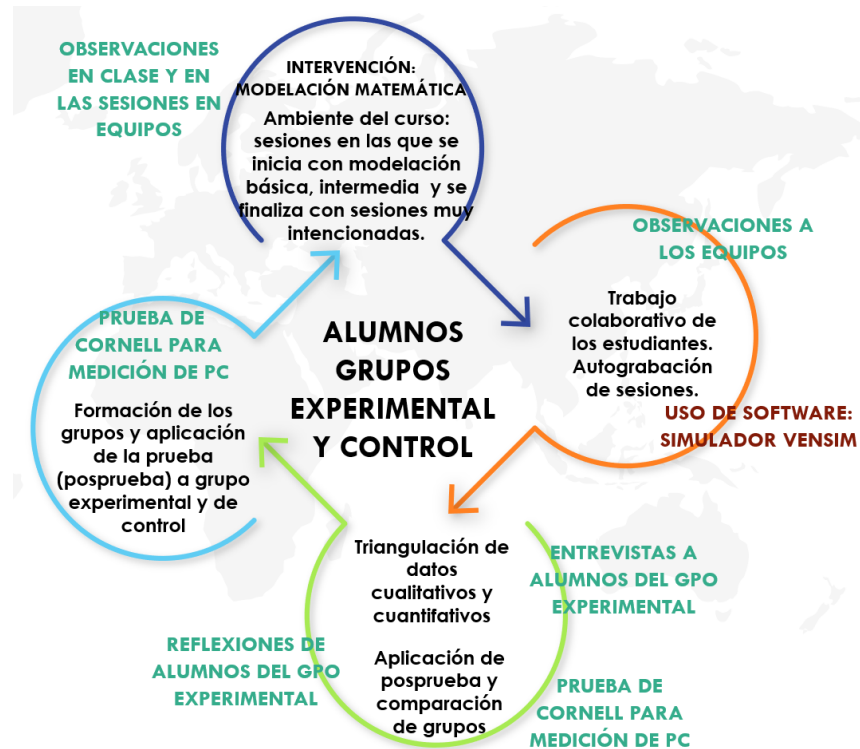 OBSERVACIONES
EN CLASE Y EN
LAS SESIONES EN
EQUIPOS
INTERVENCIÓN:
MODELACIÓN MATEMÁTICA
Ambiente del curso:
sesiones en las que se
inicia con modelación
básica, intermedia y se
finaliza con sesiones muy
intencionadas.
OBSERVACIONES A
LOS EQUIPOS
Trabajo
colaborativo de
los estudiantes.
Autograbación
de sesiones.
USO DE SOFTWARE:
SIMULADOR VENSIM
ALUMNOS
GRUPOS
EXPERIMENTAL
Y CONTROL
PRUEBA DE
CORNELL PARA
MEDICIÓN DE PC
Formación de los
grupos y aplicación
de la prueba
(posprueba) a grupo
experimental y de
control
Triangulación de
datos
cualitativos y
cuantifativos
Aplicación de
posprueba y
comparación
de grupos
ENTREVISTAS A
ALUMNOS DEL GPO
EXPERIMENTAL
REFLEXIONES DE
ALUMNOS DEL GPO
EXPERIMENTAL
PRUEBA DE
CORNELL PARA
MEDICIÓN DE PC